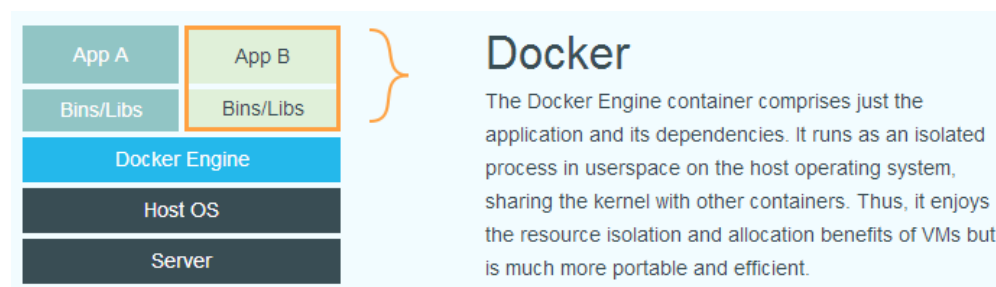 App A
App B
Bins/Libs
Bins/Libs
Docker Engine
Host OS
Server
Docker
The Docker Engine container comprises just the
application and its dependencies. It runs as an isolated
process in userspace on the host operating system,
sharing the kernel with other containers. Thus, it enjoys
the resource isolation and allocation benefits of VMs but
is much more portable and efficient.